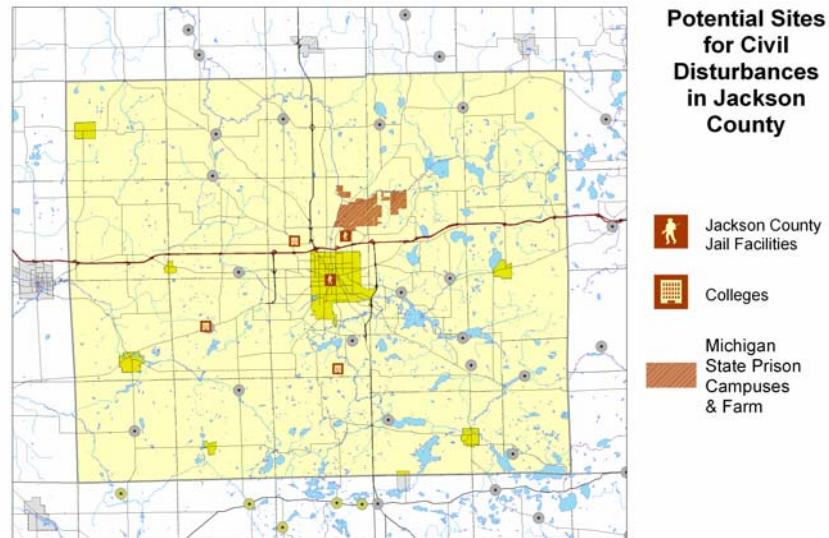 Potential Sites
for Civil
Disturbances
in Jackson
County
Jackson County
Jail Facilities
Colleges
Michigan
State Prison
Campuses
& Farm